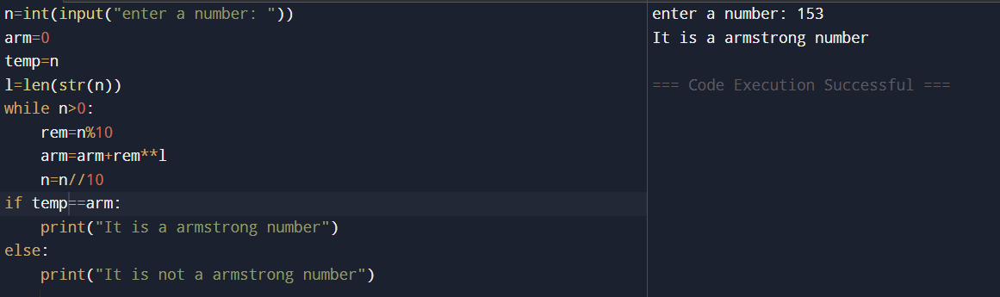 n=int(input("enter a number: "))
arm=0
temp=n
l=len(str(n))
while n>0:
    rem=n%10
    arm=arm+rem**l
    n=n//10
if temp==arm:
    print("It is a armstrong number")
else:
    print("It is not a armstrong number")
enter a number: 153
It is a armstrong number
=== Code Execution Successful ===